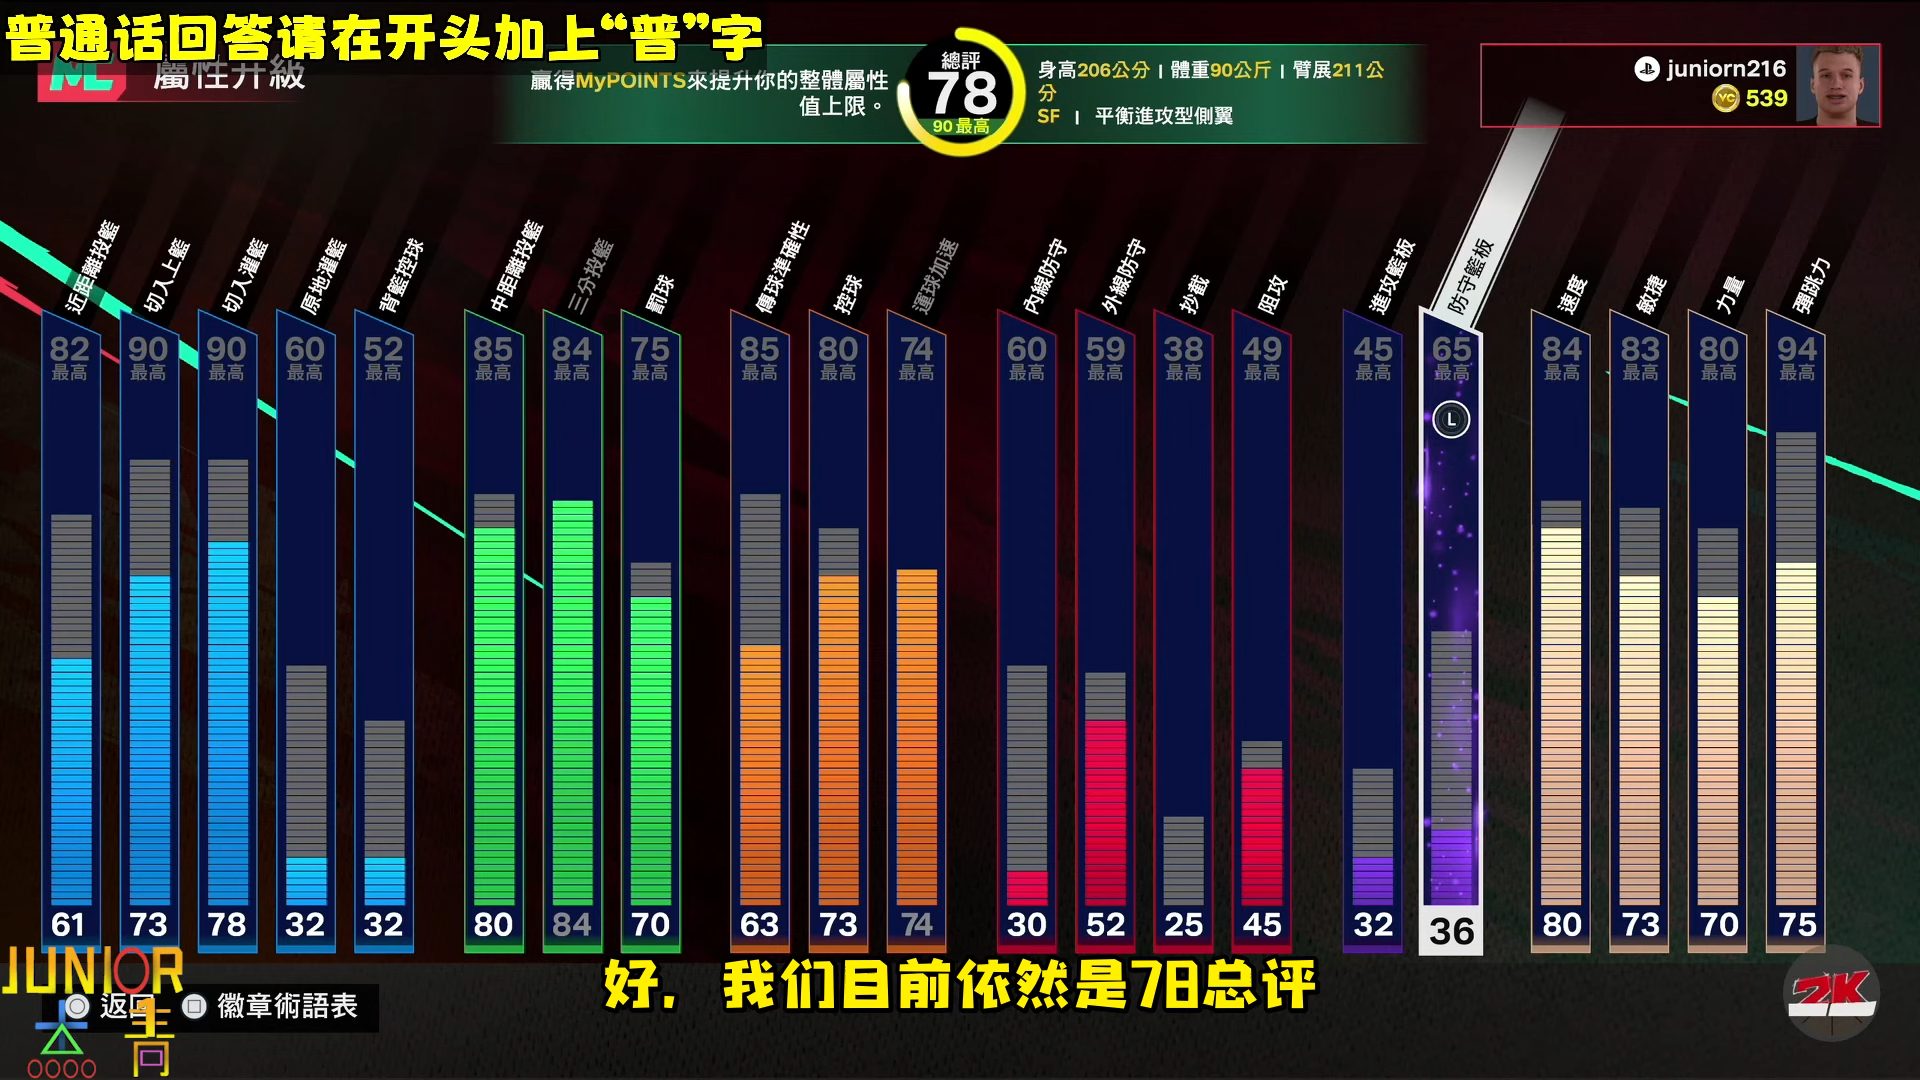 普通话回答请在开头加上“普”字
MC 屬性升級
贏得MyPOINTS來提升你的整體屬性
值上限。
總評
78
90 最高
身高206公分 | 體重90公斤 | 臂展211公
分
SF | 平衡進攻型側翼
juniorn216
VC 539
近距離投籃 切入上籃 切入灌籃 原地灌籃 背籃控球 中距離投籃 三分投籃 罰球 傳球準確性 控球 運球加速 內線防守 外線防守 抄截 阻攻 進攻籃板 防守籃板 速度 敏捷 力量 彈跳力
82 90 90 60 52 85 84 75 85 80 74 60 59 38 49 45 65 84 83 80 94
最高 最高 最高 最高 最高 最高 最高 最高 最高 最高 最高 最高 最高 最高 最高 最高 最高 最高 最高 最高 最高
L
61 73 78 32 32 80 84 70 63 73 74 30 52 25 45 32 36 80 73 70 75
JUNIOR
好，我们目前依然是78总评
返回 徽章術語表
2K